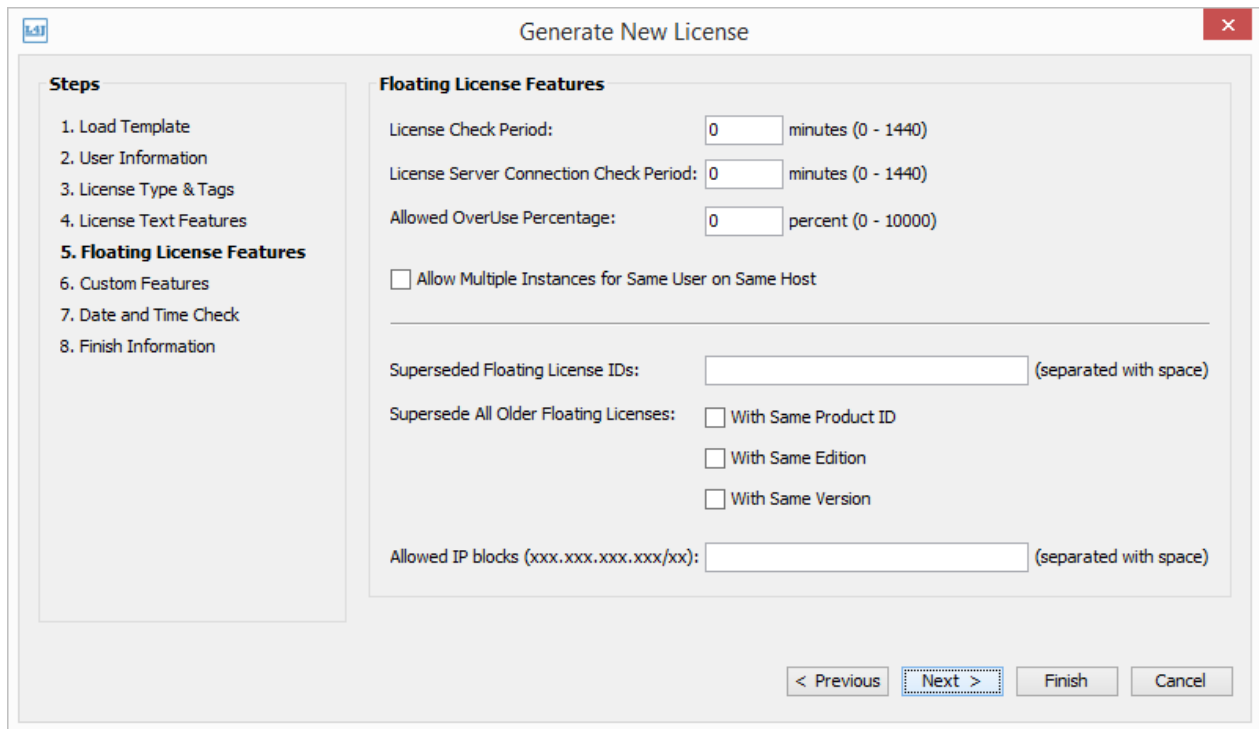 L4J
Generate New License
Steps
1. Load Template
2. User Information
3. License Type & Tags
4. License Text Features
5. Floating License Features
6. Custom Features
7. Date and Time Check
8. Finish Information
Floating License Features
License Check Period: 0 minutes (0 - 1440)
License Server Connection Check Period: 0 minutes (0 - 1440)
Allowed OverUse Percentage: 0 percent (0 - 10000)
Allow Multiple Instances for Same User on Same Host
Superseded Floating License IDs: (separated with space)
Supersede All Older Floating Licenses: With Same Product ID
With Same Edition
With Same Version
Allowed IP blocks (xxx.xxx.xxx.xxx/xx): (separated with space)
< Previous Next > Finish Cancel